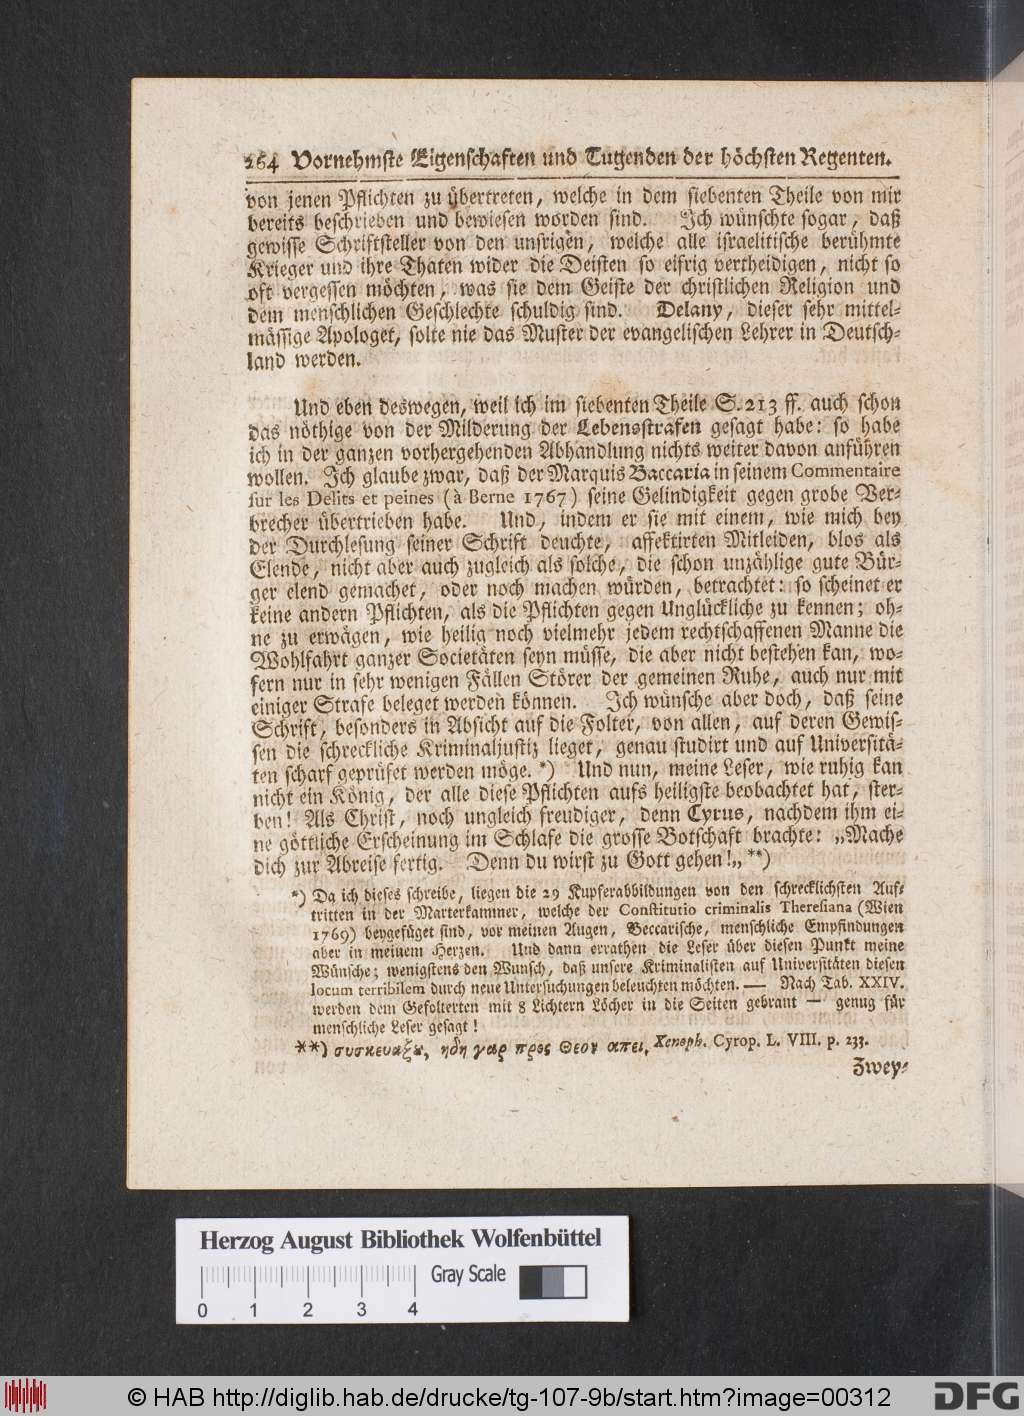 264 Vornehmste Eigenschaften und Tugenden der höchsten Regenten.
von jenen Pflichten zu übertreten, welche in dem siebenten Theile von mir
bereits beschrieben und bewiesen worden sind. Ich wünschte sogar, daß
gewisse Schriftsteller von den unsrigen, welche alle israelitische berühmte
Krieger und ihre Thaten wider die Deisten so eifrig vertheidigen, nicht so
oft vergessen möchten, was sie dem Geiste der christlichen Religion und
dem menschlichen Geschlechte schuldig sind. Delany, dieser sehr mittel-
mässige Apologet, solte nie das Muster der evangelischen Lehrer in Deutsch-
land werden.
Und eben deswegen, weil ich im siebenten Theile S. 213 ff. auch schon
das nöthige von der Milderung der Lebensstrafen gesagt habe: so habe
ich in der ganzen vorhergehenden Abhandlung nichts weiter davon anführen
wollen. Ich glaube zwar, daß der Marquis Baccaria in seinem Commentaire
sur les Delits et peines (à Berne 1767) seine Gelindigkeit gegen grobe Ver-
brecher übertrieben habe. Und, indem er sie mit einem, wie mich bey
der Durchlesung seiner Schrift deuchte, affektirten Mitleiden, blos als
Elende, nicht aber auch zugleich als solche, die schon unzählige gute Bür-
ger elend gemachet, oder noch machen würden, betrachtet: so scheinet er
keine andern Pflichten, als die Pflichten gegen Unglückliche zu kennen; oh-
ne zu erwägen, wie heilig noch vielmehr jedem rechtschaffenen Manne die
Wohlfahrt ganzer Societäten seyn müsse, die aber nicht bestehen kan, wo-
fern nur in sehr wenigen Fällen Störer der gemeinen Ruhe, auch nur mit
einiger Strafe beleget werden können. Ich wünsche aber doch, daß seine
Schrift, besonders in Absicht auf die Folter, von allen, auf deren Gewis-
sen die schreckliche Kriminaljustiz lieget, genau studirt und auf Universitä-
ten scharf geprüfet werden möge. *) Und nun, meine Leser, wie ruhig kan
nicht ein König, der alle diese Pflichten aufs heiligste beobachtet hat, ster-
ben! Als Christ, noch ungleich freudiger, denn Cyrus, nachdem ihm ei-
ne göttliche Erscheinung im Schlafe die grosse Botschaft brachte: „Mache
dich zur Abreise fertig. Denn du wirst zu Gott gehen!„ **)
*) Da ich dieses schreibe, liegen die 29 Kupferabbildungen von den schrecklichsten Auf-
tritten in der Marterkammer, welche der Constitutio criminalis Theresiana (Wien
1769) beygefüget sind, vor meinen Augen, Beccarische, menschliche Empfindungen
aber in meinem Herzen. Und dann errathen die Leser über diesen Punkt meine
Wünsche; wenigstens den Wunsch, daß unsere Kriminalisten auf Universitäten diesen
locum terribilem durch neue Untersuchungen beleuchten möchten. — Nach Tab. XXIV.
werden dem Gefolterten mit 8 Lichtern Löcher in die Seiten gebrant — genug für
menschliche Leser gesagt!
**) συσκευαζȣ, ηδη γαρ προς Θεον απει. Xenoph. Cyrop. L. VIII. p. 233.
Zwey-
Herzog August Bibliothek Wolfenbüttel
Gray Scale
0 1 2 3 4
© HAB http://diglib.hab.de/drucke/tg-107-9b/start.htm?image=00312
DFG